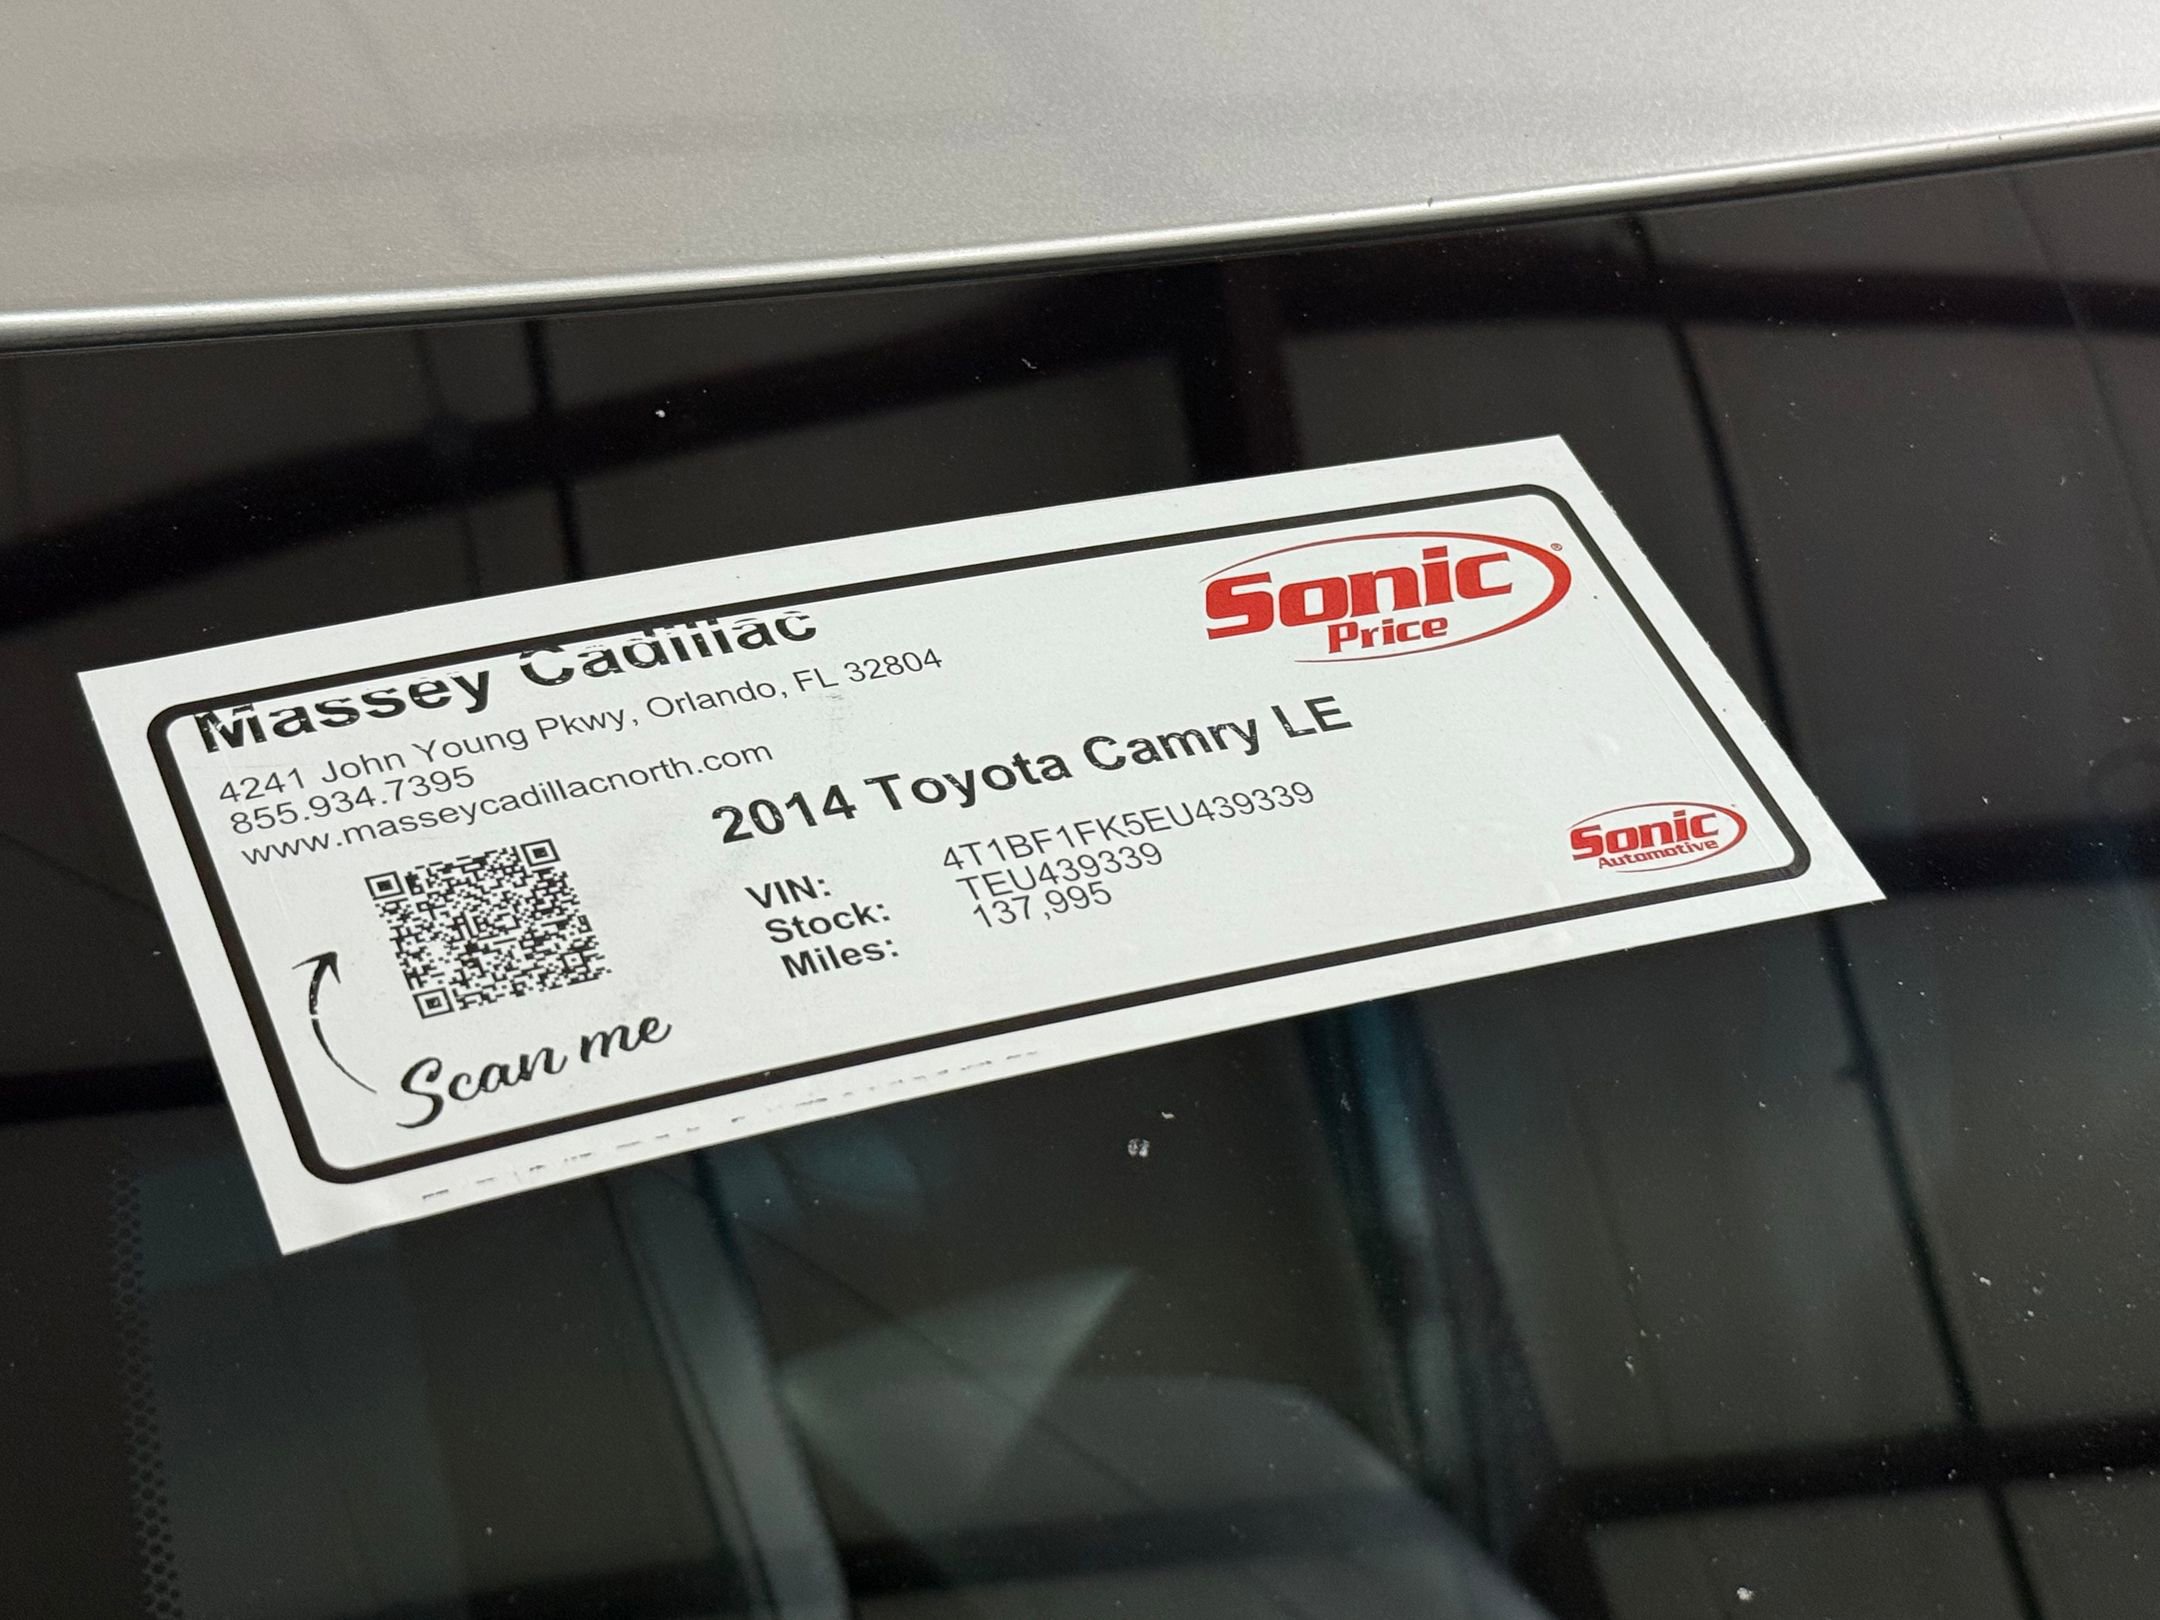 Massey Cadillac
4241 John Young Pkwy, Orlando, FL 32804
855.934.7395
www.masseycadillacnorth.com
Sonic ®
Price
2014 Toyota Camry LE
VIN: 4T1BF1FK5EU439339
Stock: TEU439339
Miles: 137,995
Scan me
Sonic
Automotive